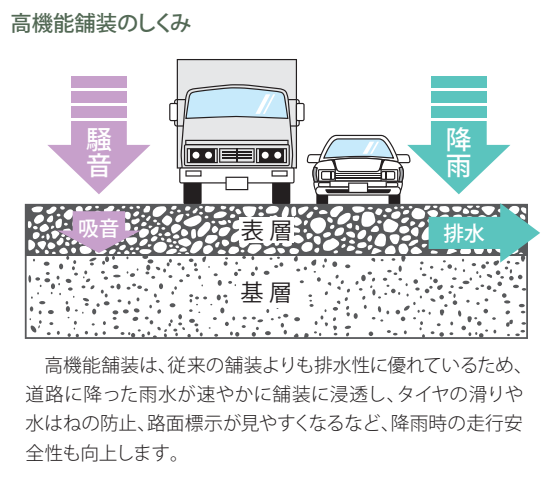 高機能舗装のしくみ
騒音
降雨
吸音
表層
排水
基層
高機能舗装は、従来の舗装よりも排水性に優れているため、
道路に降った雨水が速やかに舗装に浸透し、タイヤの滑りや
水はねの防止、路面標示が見やすくなるなど、降雨時の走行安
全性も向上します。